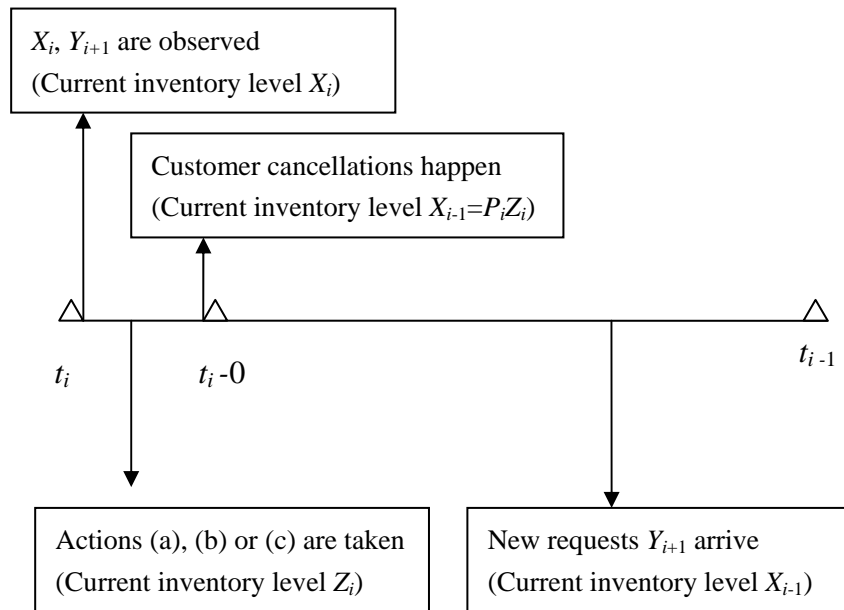 X_i, Y_{i+1} are observed
(Current inventory level X_i)
Customer cancellations happen
(Current inventory level X_{i-1}=P_iZ_i)
t_i
t_i -0
t_{i-1}
Actions (a), (b) or (c) are taken
(Current inventory level Z_i)
New requests Y_{i+1} arrive
(Current inventory level X_{i-1})